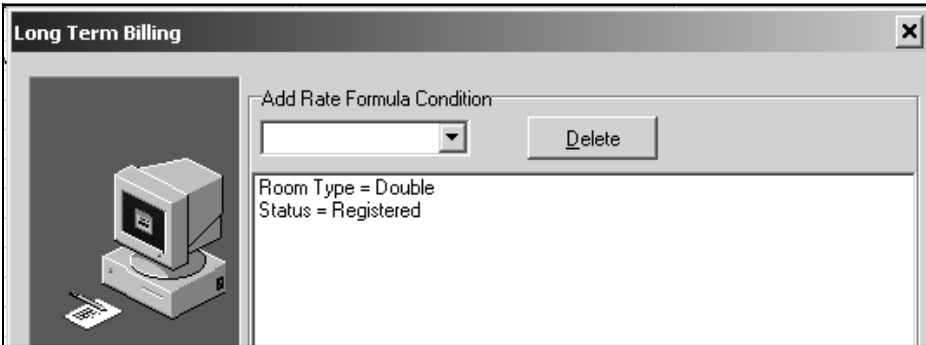 Long Term Billing
Add Rate Formula Condition
Delete
Room Type = Double
Status = Registered